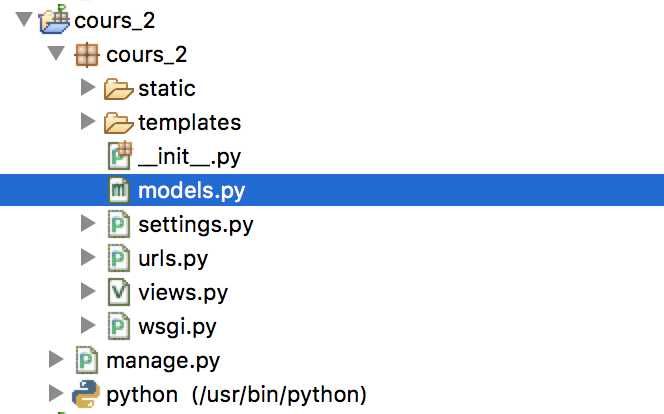 cours_2
cours_2
static
templates
__init__.py
models.py
settings.py
urls.py
views.py
wsgi.py
manage.py
python (/usr/bin/python)